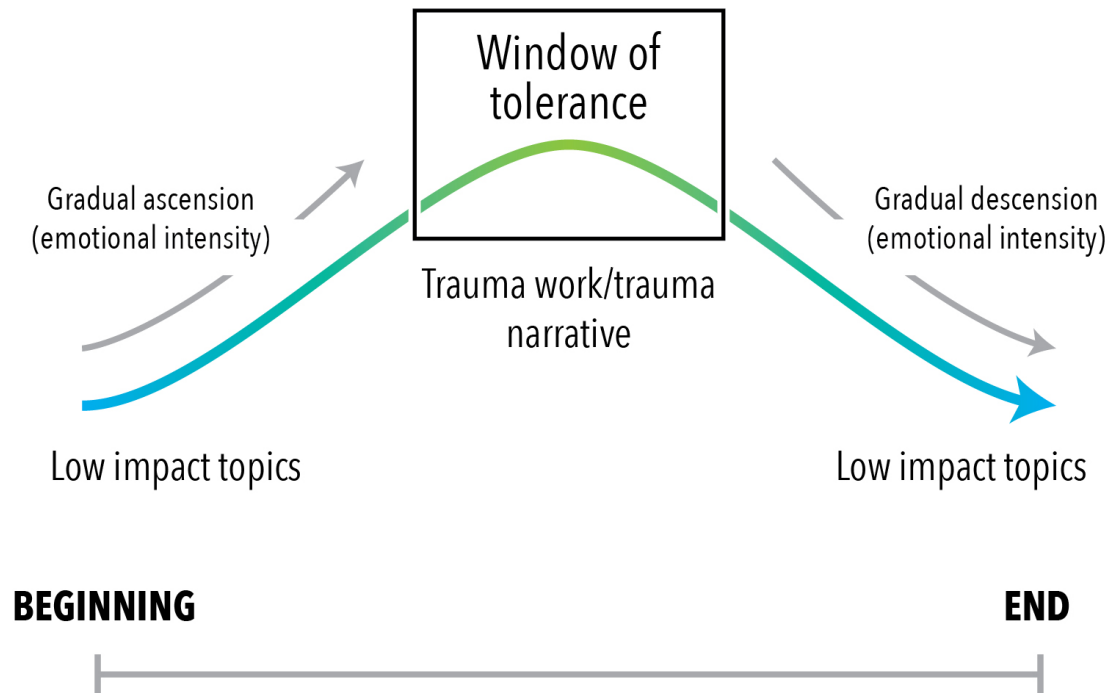 Window of
tolerance
Gradual ascension
(emotional intensity)
Gradual descension
(emotional intensity)
Trauma work/trauma
narrative
Low impact topics
Low impact topics
BEGINNING
END